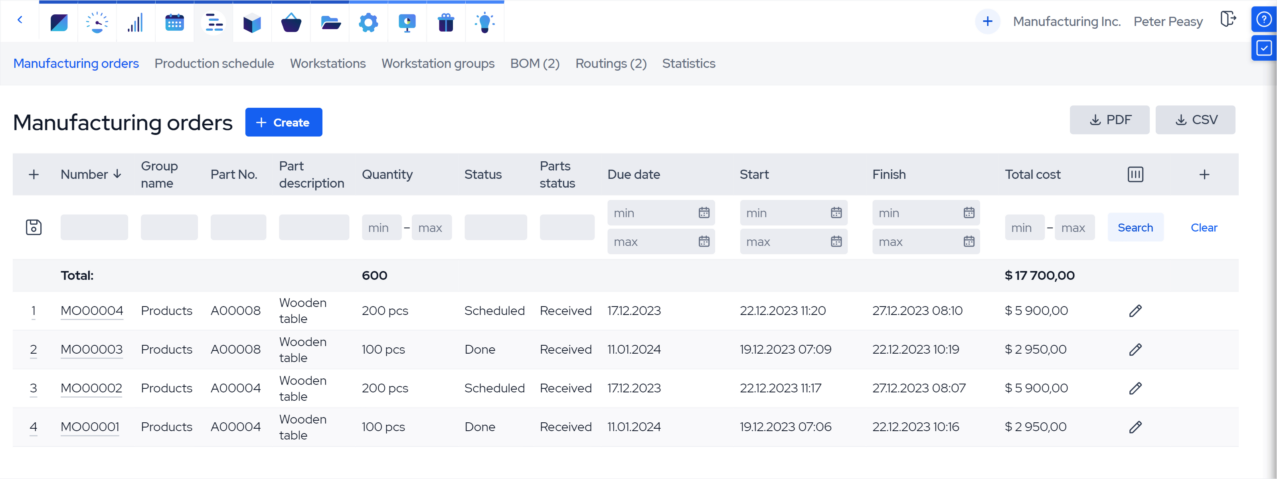 Manufacturing Inc. Peter Peasy
Manufacturing orders Production schedule Workstations Workstation groups BOM (2) Routings (2) Statistics
Manufacturing orders + Create PDF CSV
+ Number ↓ Group name Part No. Part description Quantity Status Parts status Due date Start Finish Total cost +
min – max min min min min – max Search Clear
max max max
Total: 600 $ 17 700,00
1 MO00004 Products A00008 Wooden table 200 pcs Scheduled Received 17.12.2023 22.12.2023 11:20 27.12.2023 08:10 $ 5 900,00
2 MO00003 Products A00008 Wooden table 100 pcs Done Received 11.01.2024 19.12.2023 07:09 22.12.2023 10:19 $ 2 950,00
3 MO00002 Products A00004 Wooden table 200 pcs Scheduled Received 17.12.2023 22.12.2023 11:17 27.12.2023 08:07 $ 5 900,00
4 MO00001 Products A00004 Wooden table 100 pcs Done Received 11.01.2024 19.12.2023 07:06 22.12.2023 10:16 $ 2 950,00